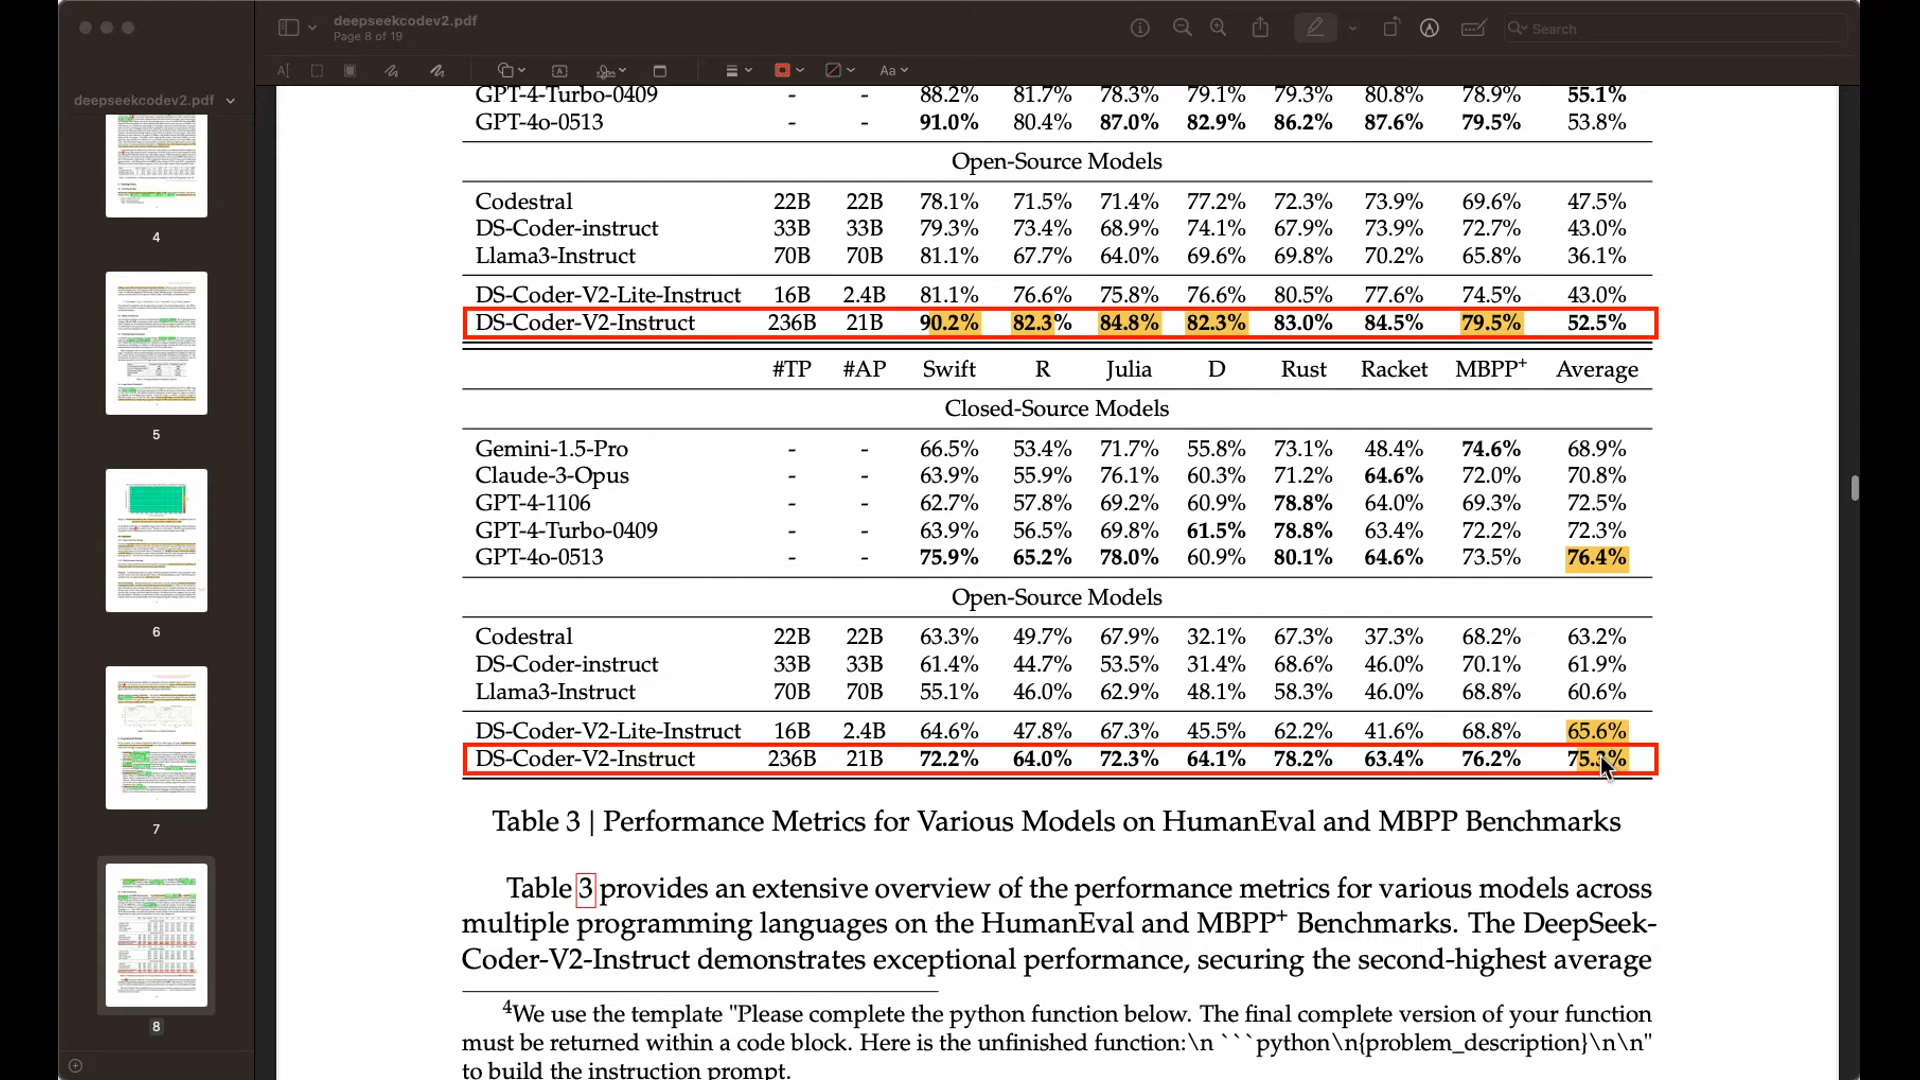 deepseekcodev2.pdf
Page 8 of 19
Search
Aa
deepseekcodev2.pdf
4
5
6
7
8
GPT-4-Turbo-0409 - - 88.2% 81.7% 78.3% 79.1% 79.3% 80.8% 78.9% 55.1%
GPT-4o-0513 - - 91.0% 80.4% 87.0% 82.9% 86.2% 87.6% 79.5% 53.8%
Open-Source Models
Codestral 22B 22B 78.1% 71.5% 71.4% 77.2% 72.3% 73.9% 69.6% 47.5%
DS-Coder-instruct 33B 33B 79.3% 73.4% 68.9% 74.1% 67.9% 73.9% 72.7% 43.0%
Llama3-Instruct 70B 70B 81.1% 67.7% 64.0% 69.6% 69.8% 70.2% 65.8% 36.1%
DS-Coder-V2-Lite-Instruct 16B 2.4B 81.1% 76.6% 75.8% 76.6% 80.5% 77.6% 74.5% 43.0%
DS-Coder-V2-Instruct 236B 21B 90.2% 82.3% 84.8% 82.3% 83.0% 84.5% 79.5% 52.5%
#TP #AP Swift R Julia D Rust Racket MBPP⁺ Average
Closed-Source Models
Gemini-1.5-Pro - - 66.5% 53.4% 71.7% 55.8% 73.1% 48.4% 74.6% 68.9%
Claude-3-Opus - - 63.9% 55.9% 76.1% 60.3% 71.2% 64.6% 72.0% 70.8%
GPT-4-1106 - - 62.7% 57.8% 69.2% 60.9% 78.8% 64.0% 69.3% 72.5%
GPT-4-Turbo-0409 - - 63.9% 56.5% 69.8% 61.5% 78.8% 63.4% 72.2% 72.3%
GPT-4o-0513 - - 75.9% 65.2% 78.0% 60.9% 80.1% 64.6% 73.5% 76.4%
Open-Source Models
Codestral 22B 22B 63.3% 49.7% 67.9% 32.1% 67.3% 37.3% 68.2% 63.2%
DS-Coder-instruct 33B 33B 61.4% 44.7% 53.5% 31.4% 68.6% 46.0% 70.1% 61.9%
Llama3-Instruct 70B 70B 55.1% 46.0% 62.9% 48.1% 58.3% 46.0% 68.8% 60.6%
DS-Coder-V2-Lite-Instruct 16B 2.4B 64.6% 47.8% 67.3% 45.5% 62.2% 41.6% 68.8% 65.6%
DS-Coder-V2-Instruct 236B 21B 72.2% 64.0% 72.3% 64.1% 78.2% 63.4% 76.2%
Table 3 | Performance Metrics for Various Models on HumanEval and MBPP Benchmarks
Table 3 provides an extensive overview of the performance metrics for various models across
multiple programming languages on the HumanEval and MBPP⁺ Benchmarks. The DeepSeek-
Coder-V2-Instruct demonstrates exceptional performance, securing the second-highest average
⁴We use the template "Please complete the python function below. The final complete version of your function
must be returned within a code block. Here is the unfinished function:\n ```python\n{problem_description}\n\n"
to build the instruction prompt.